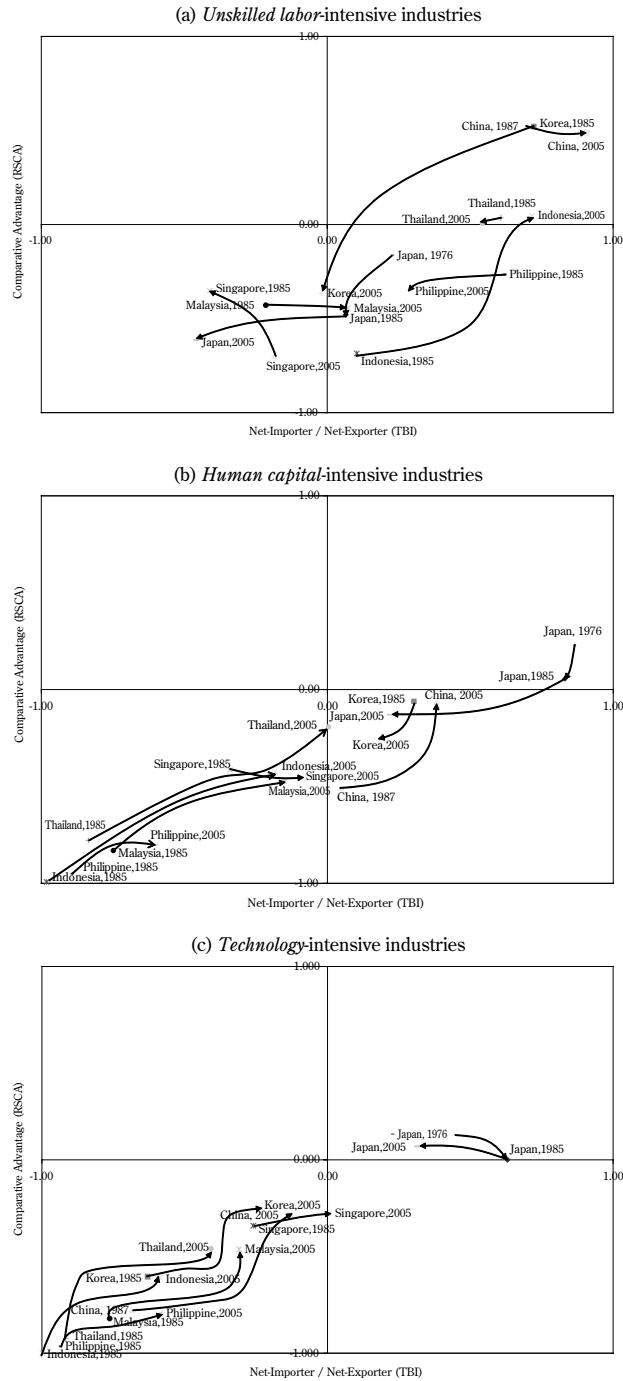 (a) Unskilled labor-intensive industries
1.00
China, 1987
Korea,1985
China, 2005
Thailand,1985
Thailand,2005
Indonesia,2005
0.00
-1.00
0.00
1.00
Japan, 1976
Philippine,1985
Singapore,1985
Korea,2005
Philippine,2005
Malaysia,1985
Malaysia,2005
Japan,1985
Japan,2005
Singapore,2005
Indonesia,1985
-1.00
Comparative Advantage (RSCA)
Net-Importer / Net-Exporter (TBI)
(b) Human capital-intensive industries
1.00
Japan, 1976
Japan,1985
-1.00
0.00
1.00
Korea,1985
China, 2005
Japan,2005
Thailand,2005
Korea,2005
Singapore,1985
Indonesia,2005
Singapore,2005
Malaysia,2005
China, 1987
Thailand,1985
Philippine,2005
Malaysia,1985
Philippine,1985
Indonesia,1985
-1.00
Comparative Advantage (RSCA)
Net-Importer / Net-Exporter (TBI)
(c) Technology-intensive industries
1.000
Japan, 1976
Japan,2005
Japan,1985
0.000
-1.00
0.00
1.00
Korea,2005
China, 2005
Singapore,2005
Singapore,1985
Thailand,2005
Malaysia,2005
Korea,1985
Indonesia,2005
China, 1987
Philippine,2005
Malaysia,1985
Thailand,1985
Philippine,1985
Indonesia,1985
-1.000
Comparative Advantage (RSCA)
Net-Importer / Net-Exporter (TBI)